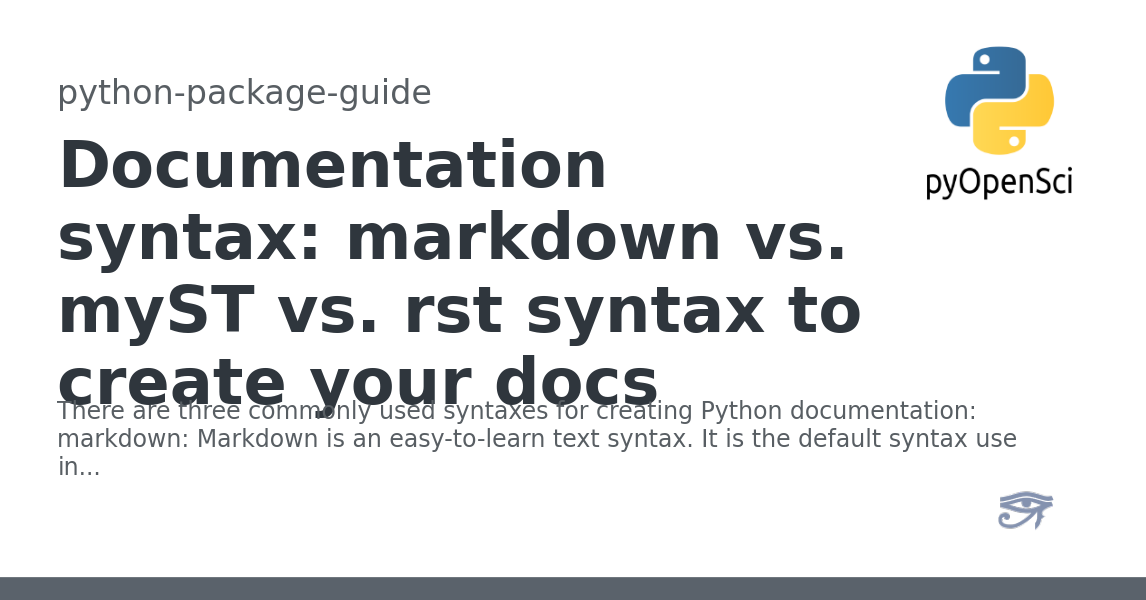 python-package-guide
Documentation
syntax: markdown vs.
myST vs. rst syntax to
create your docs
There are three commonly used syntaxes for creating Python documentation:
markdown: Markdown is an easy-to-learn text syntax. It is the default syntax use
in...
pyOpenSci